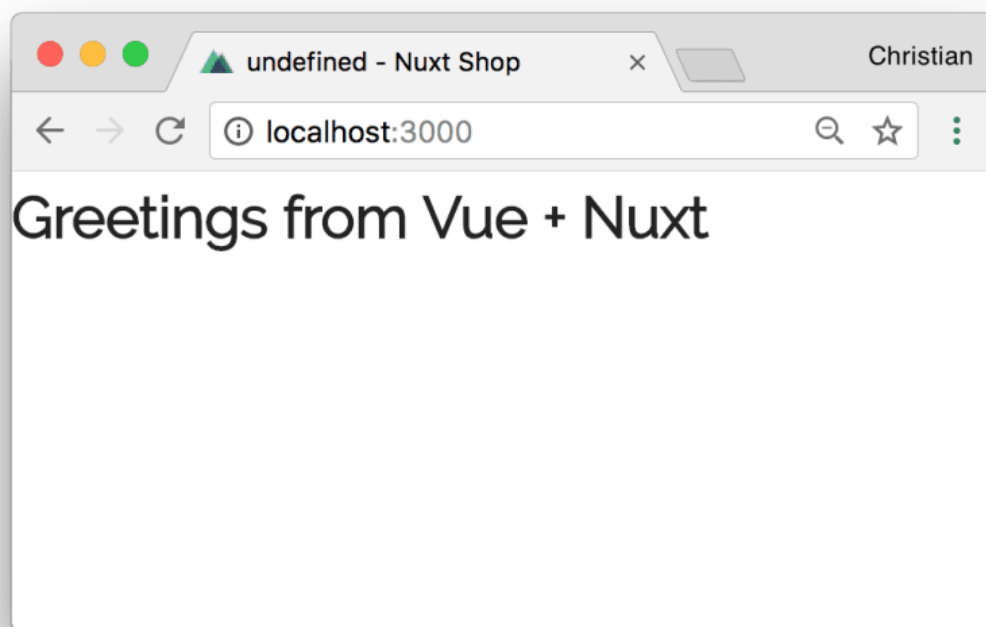 undefined - Nuxt Shop
Christian
localhost:3000
Greetings from Vue + Nuxt